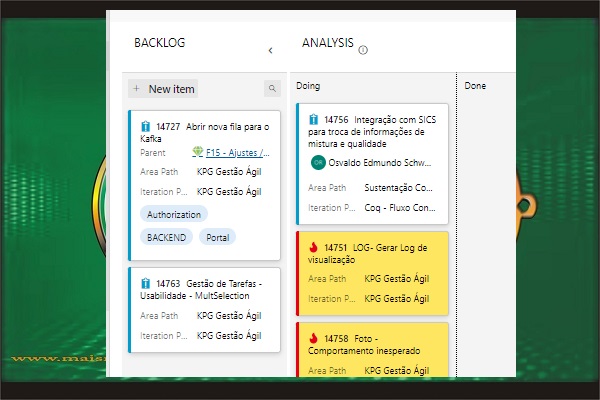 BACKLOG
ANALYSIS
New item
14727 Abrir nova fila para o
Kafka
Parent F15 - Ajustes /...
Area Path KPG Gestão Ágil
Iteration P... KPG Gestão Ágil
Authorization
BACKEND Portal
14763 Gestão de Tarefas -
Usabilidade - MultSelection
Area Path KPG Gestão Ágil
Iteration P... KPG Gestão Ágil
Doing
Done
14756 Integração com SICS
para troca de informações de
mistura e qualidade
Osvaldo Edmundo Schw...
Area Path Sustentação Co...
Iteration P... Coq - Fluxo Con...
14751 LOG- Gerar Log de
visualização
Area Path KPG Gestão Ágil
Iteration P... KPG Gestão Ágil
14758 Foto -
Comportamento inesperado
Area Path KPG Gestão Ágil
www.mais